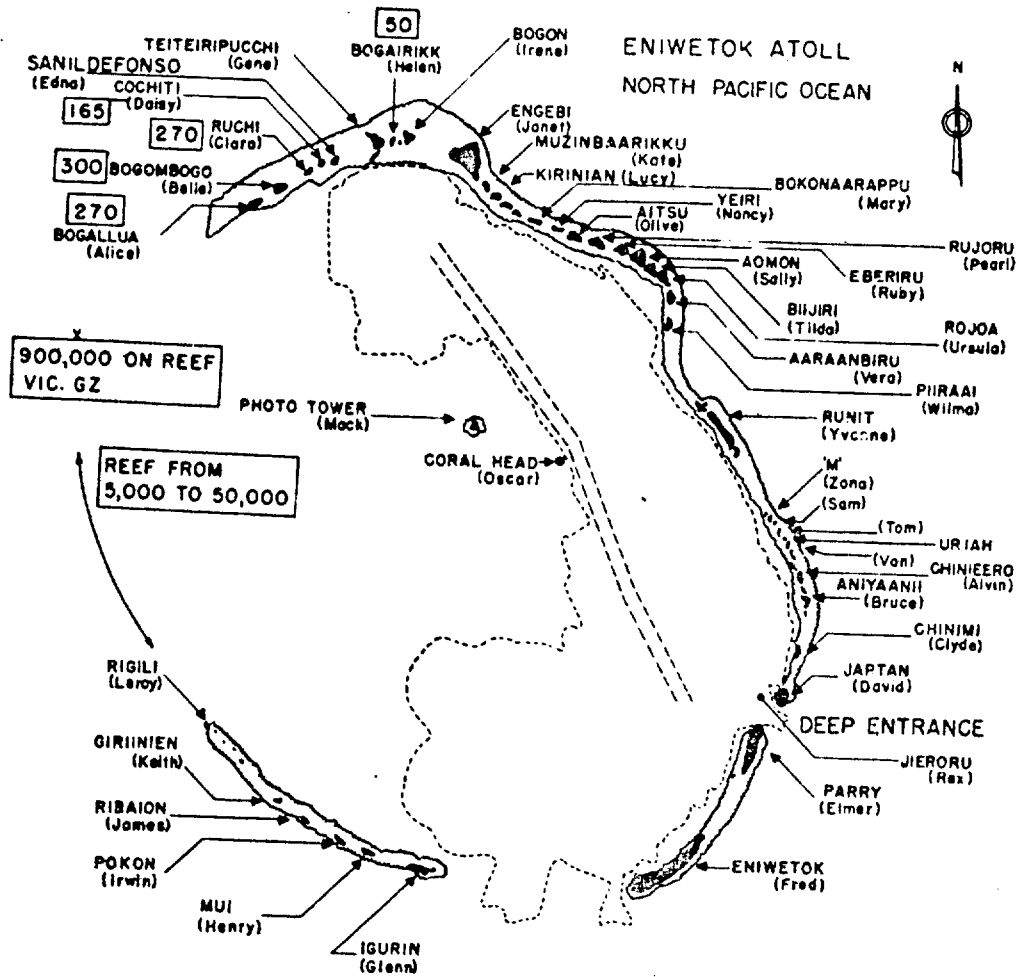 ENIWETOK ATOLL
NORTH PACIFIC OCEAN
N
50
BOGAIRIKK
(Helen)
BOGON
(Irene)
TEITEIRIPUCCHI
(Gene)
SANILDEFONSO
(Edna)
COCHITI
(Daisy)
165
270
RUCHI
(Clara)
300
BOGOMBOGO
(Belle)
270
BOGALLUA
(Alice)
ENGEBI
(Janet)
MUZINBAARIKKU
(Kate)
KIRINIAN (Lucy)
BOKONAARAPPU
(Mary)
YEIRI
(Nancy)
AITSU
(Olive)
RUJORU
(Pearl)
EBERIRU
(Ruby)
AOMON
(Sally)
BIIJIRI
(Tilda)
ROJOA
(Ursula)
AARAANBIRU
(Vera)
PIIRAAI
(Wilma)
RUNIT
(Yvonne)
X
900,000 ON REEF
VIC. GZ
PHOTO TOWER
(Mack)
CORAL HEAD
(Oscar)
REEF FROM
5,000 TO 50,000
'M'
(Zona)
(Sam)
(Tom)
URIAH
(Van)
CHINIEERO
(Alvin)
ANIYAANII
(Bruce)
CHINIMI
(Clyde)
JAPTAN
(David)
DEEP ENTRANCE
JIERORU
(Rex)
PARRY
(Elmer)
ENIWETOK
(Fred)
RIGILI
(Leroy)
GIRIINIEN
(Keith)
RIBAION
(James)
POKON
(Irwin)
MUI
(Henry)
IGURIN
(Glenn)